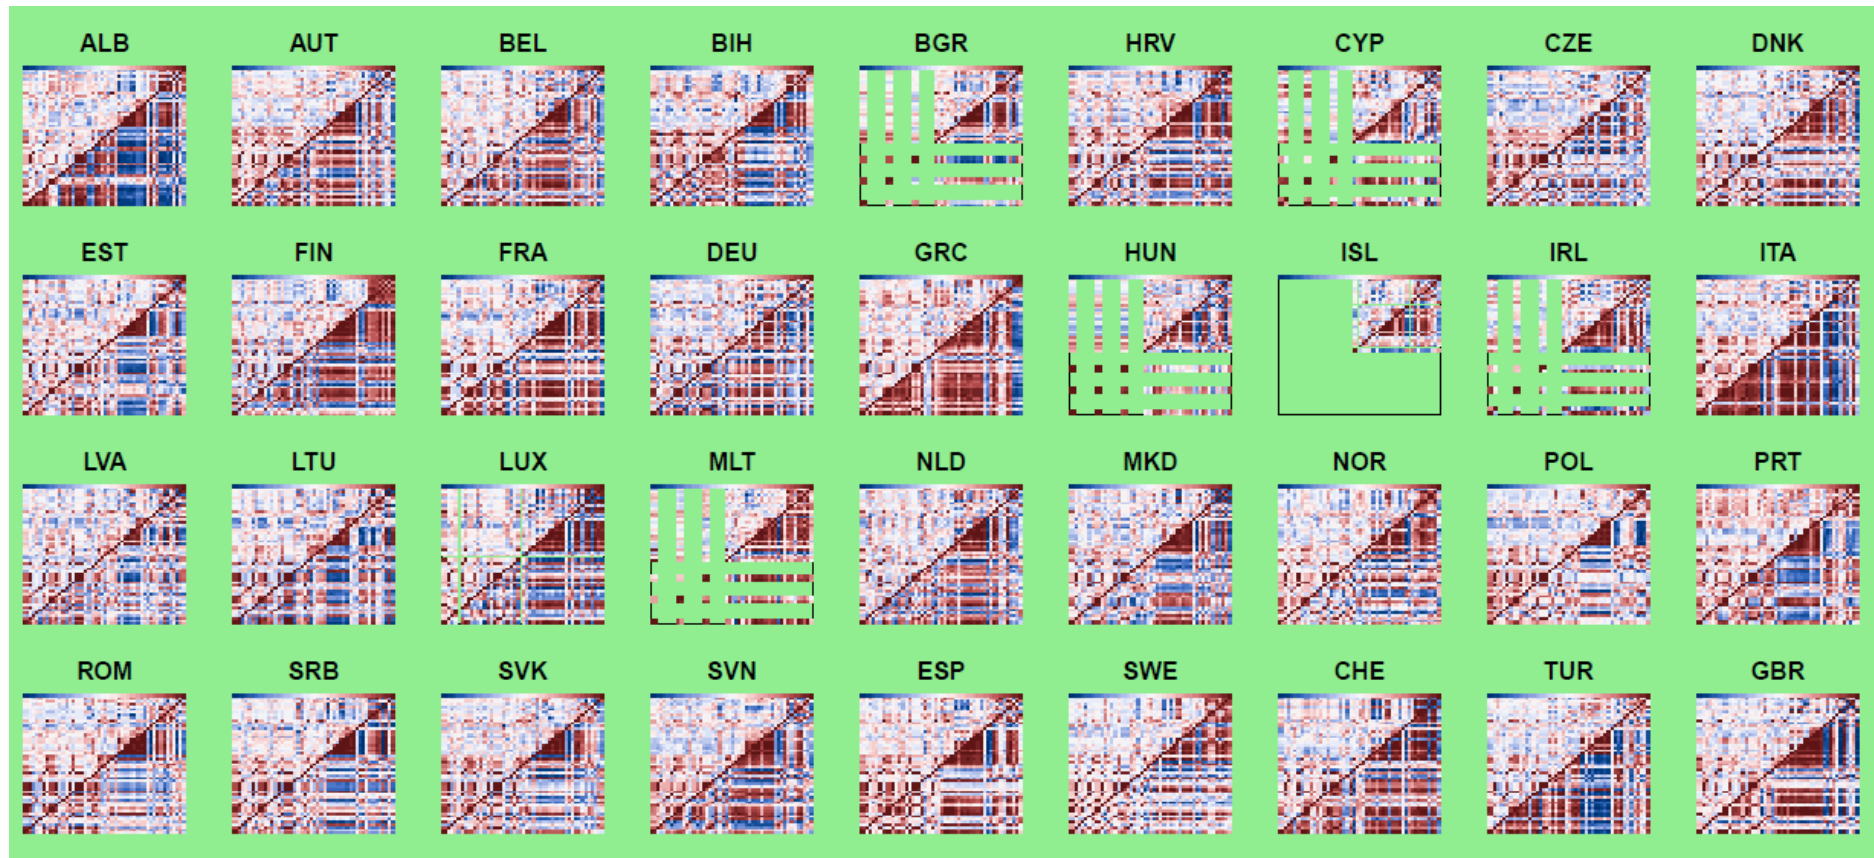 ALB AUT BEL BIH BGR HRV CYP CZE DNK
EST FIN FRA DEU GRC HUN ISL IRL ITA
LVA LTU LUX MLT NLD MKD NOR POL PRT
ROM SRB SVK SVN ESP SWE CHE TUR GBR